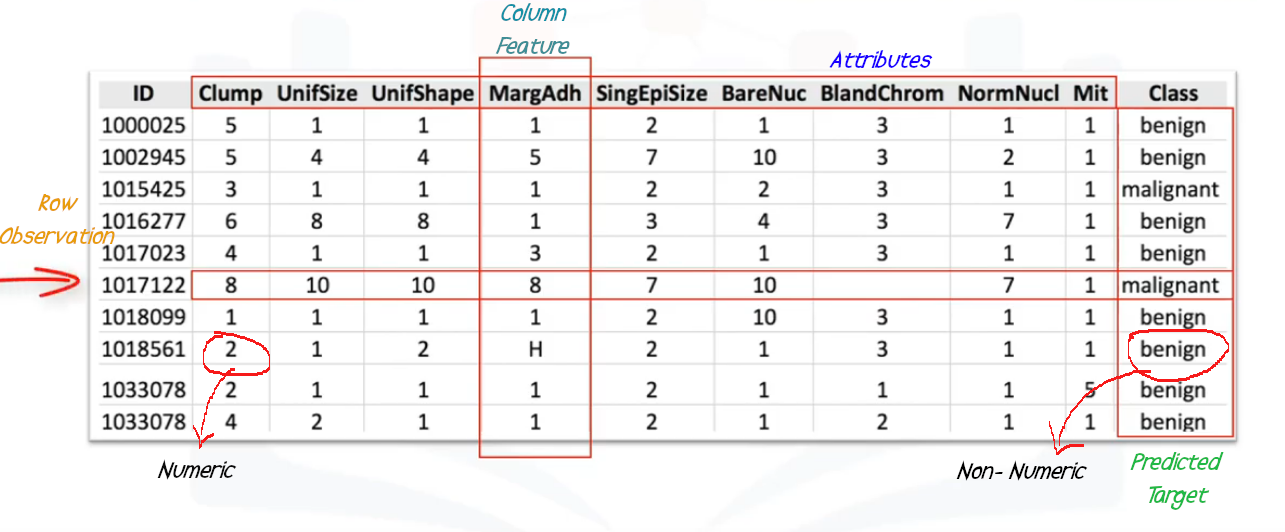 Column
Feature
Attributes
ID Clump UnifSize UnifShape MargAdh SingEpiSize BareNuc BlandChrom NormNucl Mit Class
1000025 5 1 1 1 2 1 3 1 1 benign
1002945 5 4 4 5 7 10 3 2 1 benign
1015425 3 1 1 1 2 2 3 1 1 malignant
Row
Observation
1016277 6 8 8 1 3 4 3 7 1 benign
1017023 4 1 1 3 2 1 3 1 1 benign
1017122 8 10 10 8 7 10 7 1 malignant
1018099 1 1 1 1 2 10 3 1 1 benign
1018561 2 1 2 H 2 1 3 1 1 benign
1033078 2 1 1 1 2 1 1 1 5 benign
1033078 4 2 1 1 2 1 2 1 1 benign
Numeric
Non- Numeric
Predicted
Target